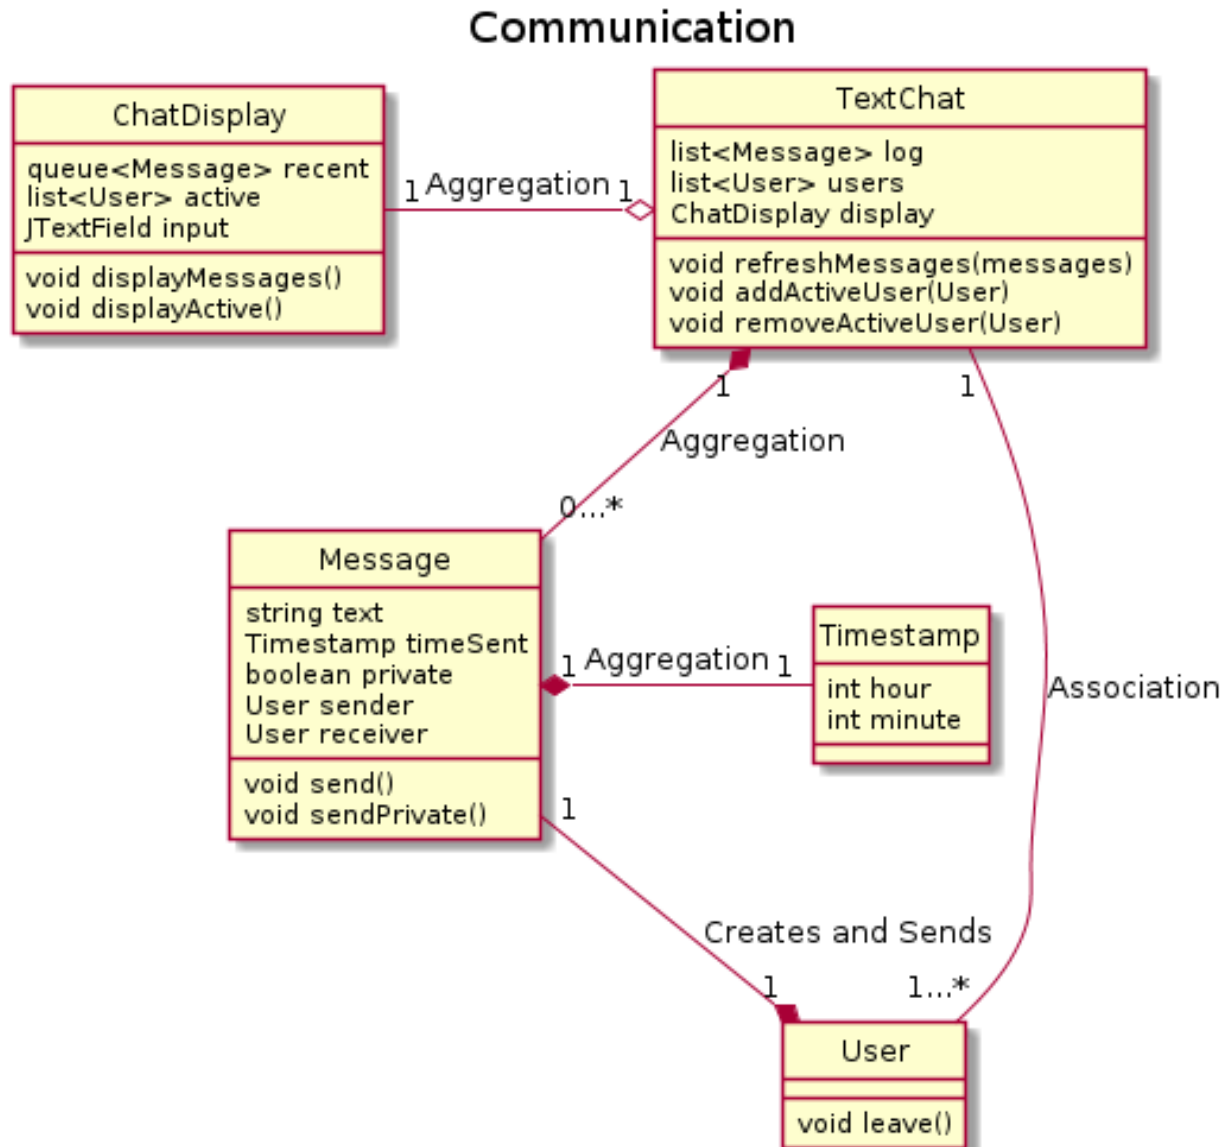 Communication
ChatDisplay
queue<Message> recent
list<User> active
JTextField input
void displayMessages()
void displayActive()
1 Aggregation 1
TextChat
list<Message> log
list<User> users
ChatDisplay display
void refreshMessages(messages)
void addActiveUser(User)
void removeActiveUser(User)
1
1
Aggregation
0...*
Message
string text
Timestamp timeSent
boolean private
User sender
User receiver
void send()
void sendPrivate()
1 Aggregation 1
Timestamp
int hour
int minute
Association
1
Creates and Sends
1
1...*
User
void leave()